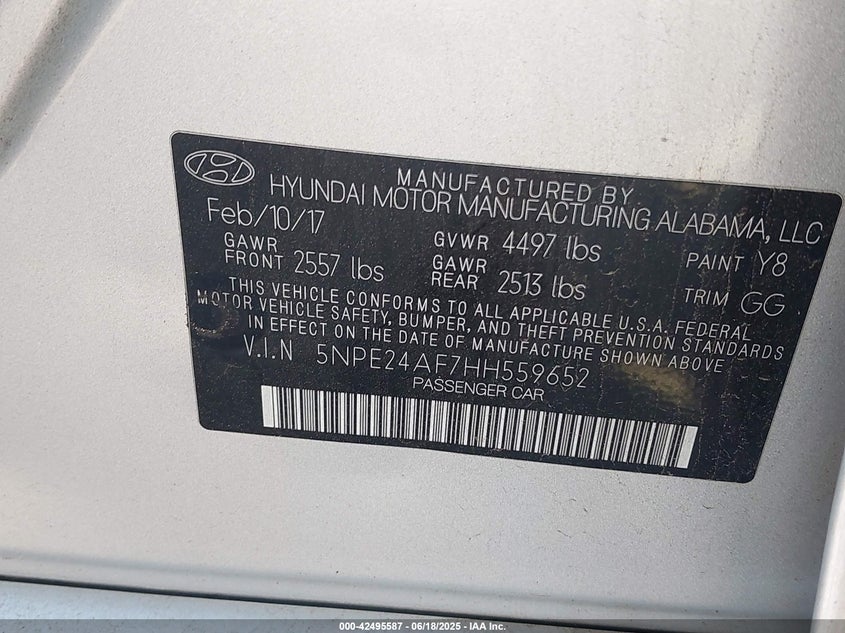 MANUFACTURED BY
HYUNDAI MOTOR MANUFACTURING ALABAMA, LLC
Feb/10/17 GVWR 4497 lbs PAINT Y8
GAWR FRONT 2557 lbs GAWR REAR 2513 lbs TRIM GG
THIS VEHICLE CONFORMS TO ALL APPLICABLE U.S.A. FEDERAL
MOTOR VEHICLE SAFETY, BUMPER, AND THEFT PREVENTION STANDARDS
IN EFFECT ON THE DATE OF MANUFACTURE SHOWN ABOVE
V.I.N 5NPE24AF7HH559652
PASSENGER CAR
000-42495587 - 06/18/2025 - IAA Inc.